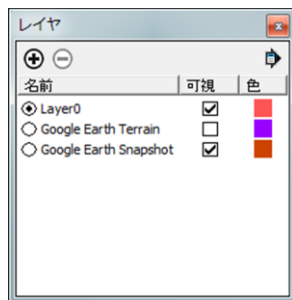 レイヤ
名前 可視 色
Layer0
Google Earth Terrain
Google Earth Snapshot